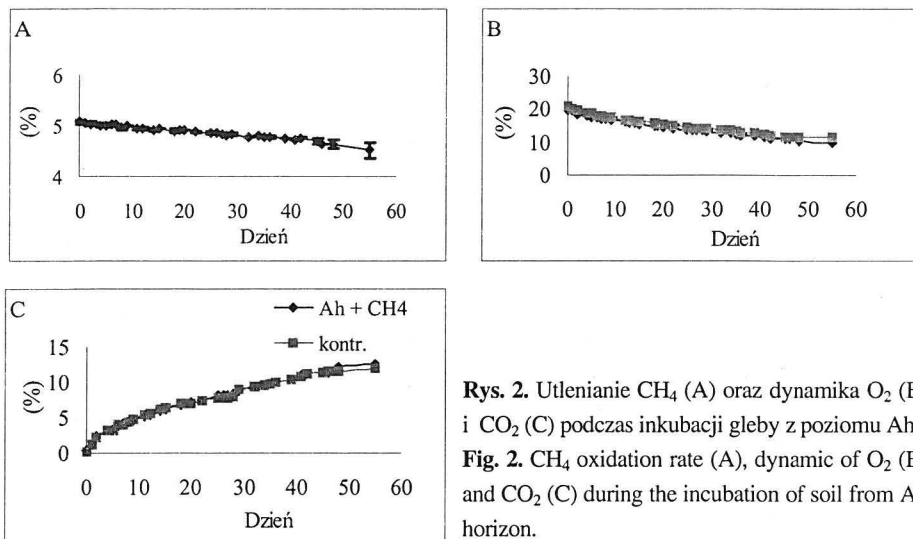 A
(%)
6
5
4
0 10 20 30 40 50 60
Dzień
B
(%)
30
20
10
0
0 10 20 30 40 50 60
Dzień
C
Ah + CH4
kontr.
(%)
15
10
5
0
0 10 20 30 40 50 60
Dzień
Rys. 2. Utlenianie CH₄ (A) oraz dynamika O₂ (
i CO₂ (C) podczas inkubacji gleby z poziomu Ah
Fig. 2. CH₄ oxidation rate (A), dynamic of O₂ (
and CO₂ (C) during the incubation of soil from
horizon.